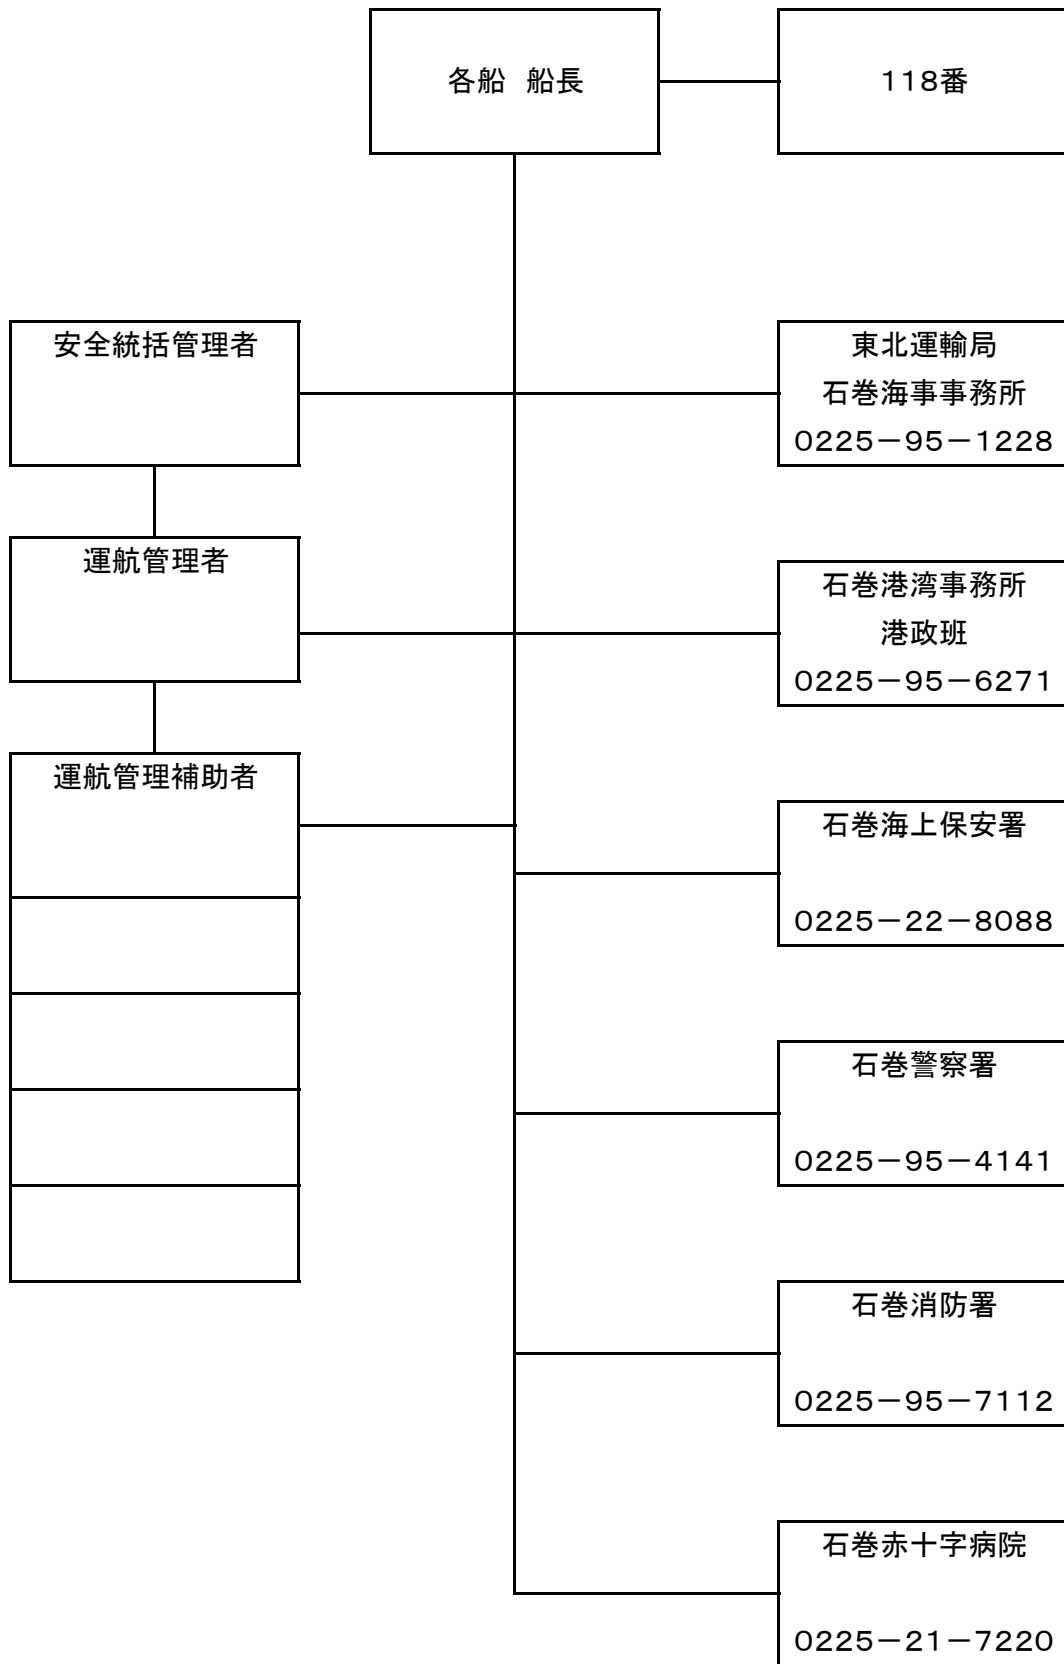 各船 船長
118番
安全統括管理者
東北運輸局
石巻海事事務所
0225-95-1228
運航管理者
石巻港湾事務所
港政班
0225-95-6271
運航管理補助者
石巻海上保安署
0225-22-8088
石巻警察署
0225-95-4141
石巻消防署
0225-95-7112
石巻赤十字病院
0225-21-7220